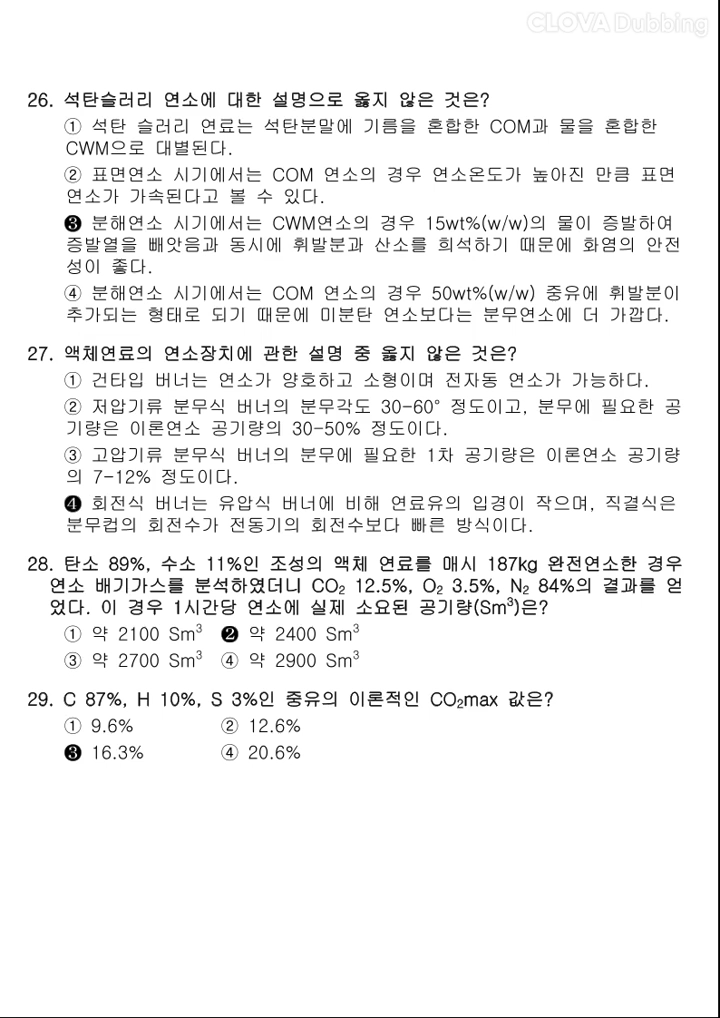 CLOVA Dubbing
26. 석탄슬러리 연소에 대한 설명으로 옳지 않은 것은?
① 석탄 슬러리 연료는 석탄분말에 기름을 혼합한 COM과 물을 혼합한
CWM으로 대별된다.
② 표면연소 시기에서는 COM 연소의 경우 연소온도가 높아진 만큼 표면
연소가 가속된다고 볼 수 있다.
❸ 분해연소 시기에서는 CWM연소의 경우 15wt%(w/w)의 물이 증발하여
증발열을 빼앗음과 동시에 휘발분과 산소를 희석하기 때문에 화염의 안전
성이 좋다.
④ 분해연소 시기에서는 COM 연소의 경우 50wt%(w/w) 중유에 휘발분이
추가되는 형태로 되기 때문에 미분탄 연소보다는 분무연소에 더 가깝다.
27. 액체연료의 연소장치에 관한 설명 중 옳지 않은 것은?
① 건타입 버너는 연소가 양호하고 소형이며 전자동 연소가 가능하다.
② 저압기류 분무식 버너의 분무각도 30-60° 정도이고, 분무에 필요한 공
기량은 이론연소 공기량의 30-50% 정도이다.
③ 고압기류 분무식 버너의 분무에 필요한 1차 공기량은 이론연소 공기량
의 7-12% 정도이다.
❹ 회전식 버너는 유압식 버너에 비해 연료유의 입경이 작으며, 직결식은
분무컵의 회전수가 전동기의 회전수보다 빠른 방식이다.
28. 탄소 89%, 수소 11%인 조성의 액체 연료를 매시 187kg 완전연소한 경우
연소 배기가스를 분석하였더니 CO₂ 12.5%, O₂ 3.5%, N₂ 84%의 결과를 얻
었다. 이 경우 1시간당 연소에 실제 소요된 공기량(Sm³)은?
① 약 2100 Sm³ ❷ 약 2400 Sm³
③ 약 2700 Sm³ ④ 약 2900 Sm³
29. C 87%, H 10%, S 3%인 중유의 이론적인 CO₂max 값은?
① 9.6% ② 12.6%
❸ 16.3% ④ 20.6%